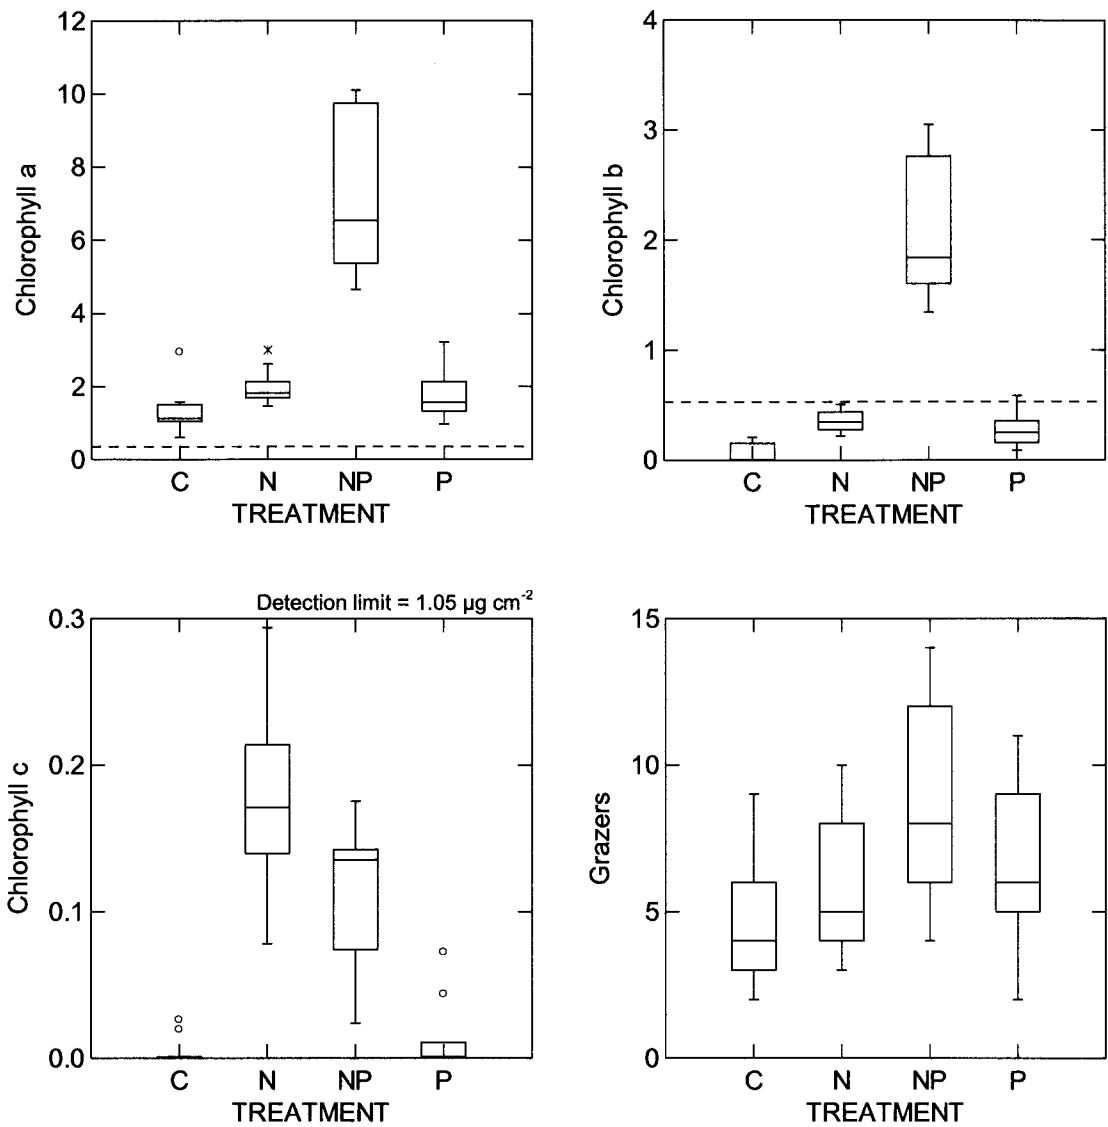 12
10
8
6
4
2
0
Chlorophyll a
C N NP P
TREATMENT
4
3
2
1
0
Chlorophyll b
C N NP P
TREATMENT
Detection limit = 1.05 µg cm⁻²
0.3
0.2
0.1
0.0
Chlorophyll c
C N NP P
TREATMENT
15
10
5
0
Grazers
C N NP P
TREATMENT